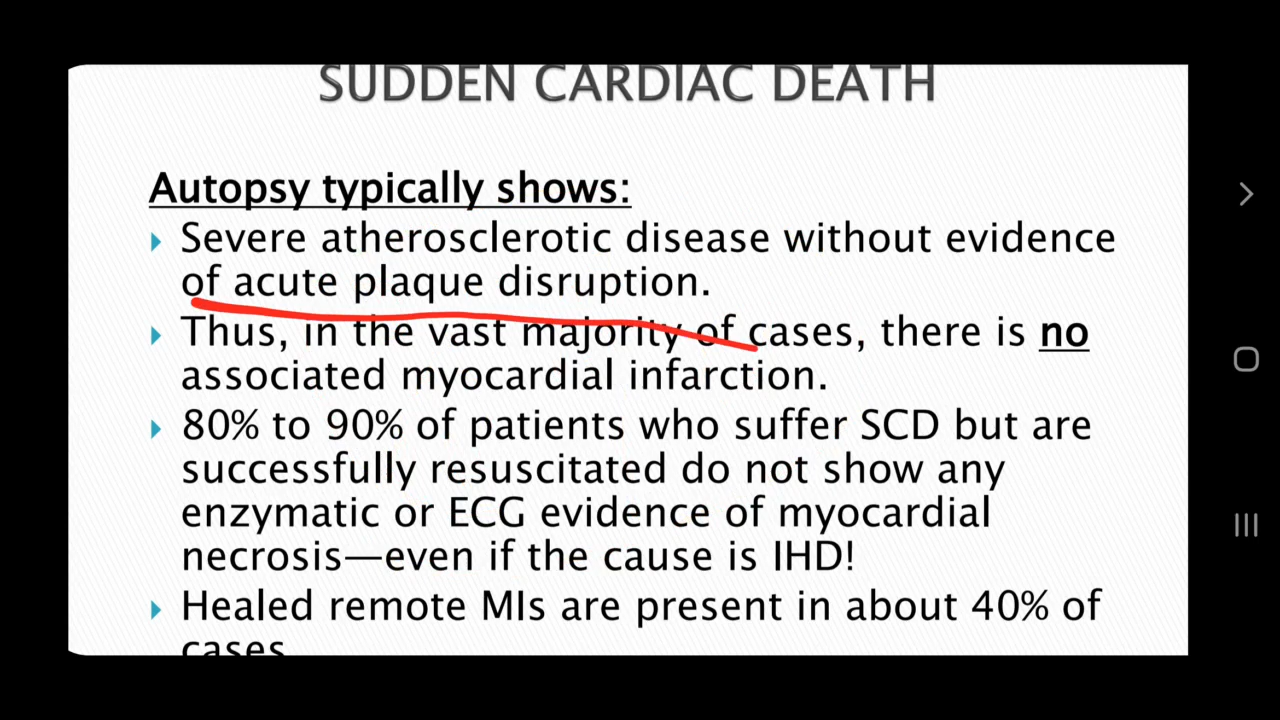 SUDDEN CARDIAC DEATH
Autopsy typically shows:
Severe atherosclerotic disease without evidence
of acute plaque disruption.
Thus, in the vast majority of cases, there is no
associated myocardial infarction.
80% to 90% of patients who suffer SCD but are
successfully resuscitated do not show any
enzymatic or ECG evidence of myocardial
necrosis—even if the cause is IHD!
Healed remote MIs are present in about 40% of
cases